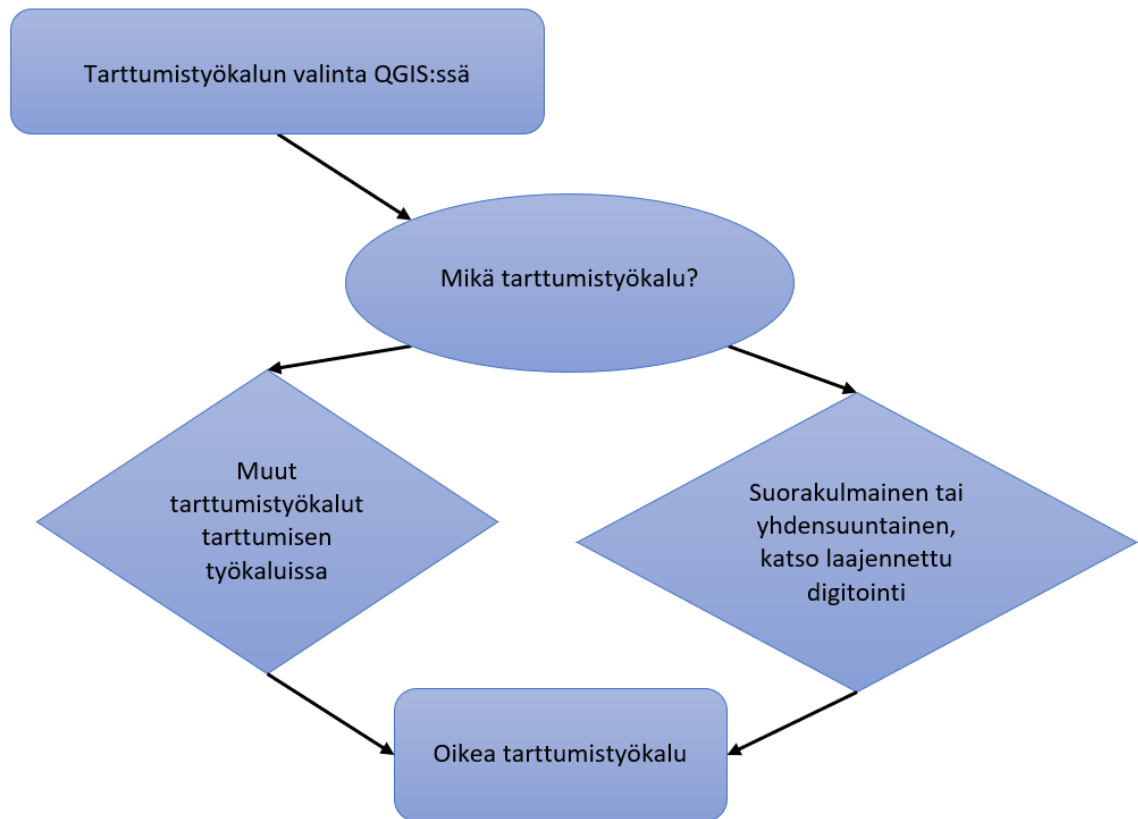 Tarttumistyökalun valinta QGIS:ssä
Mikä tarttumistyökalu?
Muut
tarttumistyökalut
tarttumisen
työkaluissa
Suorakulmainen tai
yhdensuuntainen,
katso laajennettu
digitointi
Oikea tarttumistyökalu